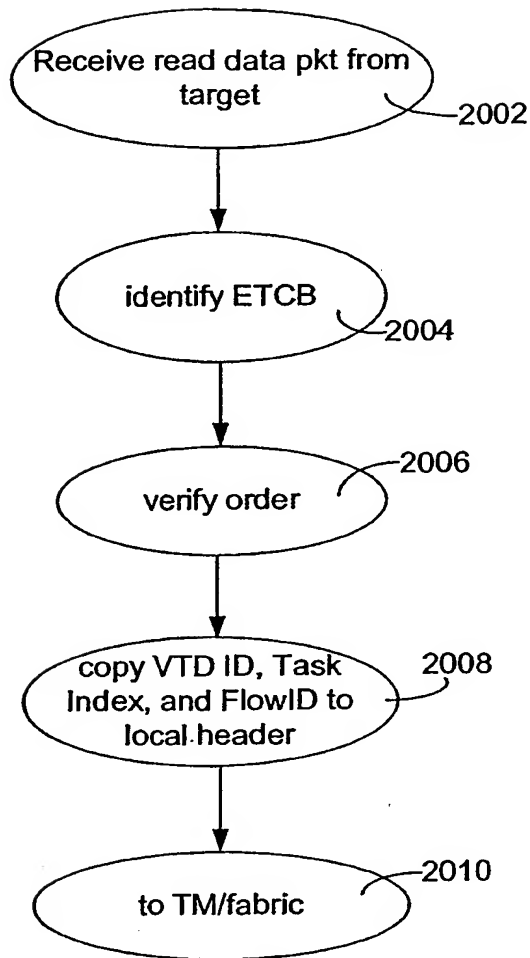 Receive read data pkt from
target
2002
identify ETCB
2004
2006
verify order
copy VTD ID, Task
Index, and FlowID to
local header
2008
2010
to TM/fabric